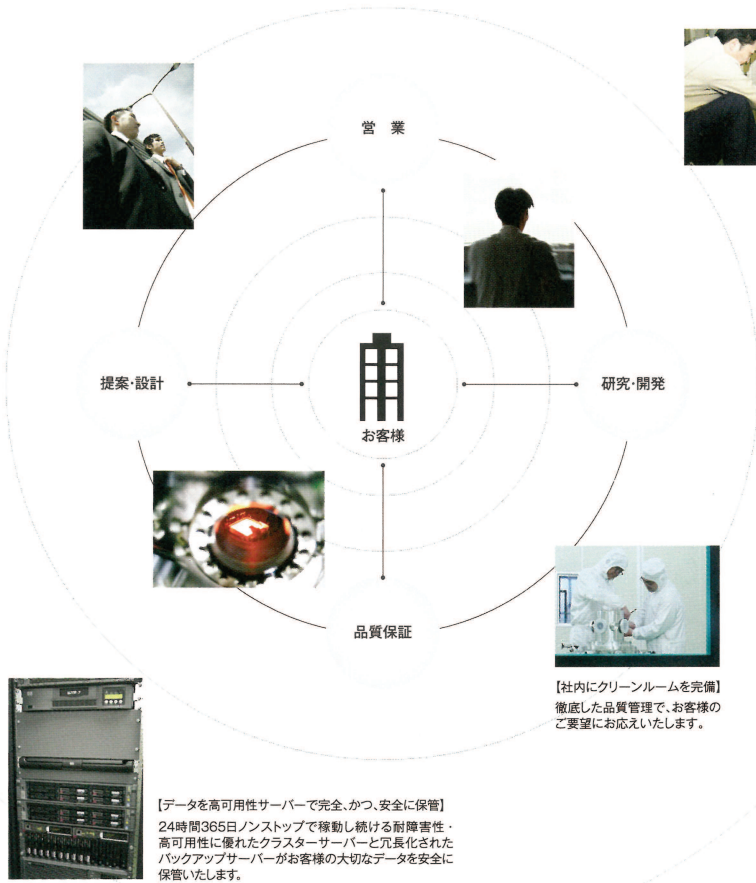 営　業
提案・設計
研究・開発
お客様
品質保証
【社内にクリーンルームを完備】
徹底した品質管理で、お客様の
ご要望にお応えいたします。
【データを高可用性サーバーで完全、かつ、安全に保管】
24時間365日ノンストップで稼動し続ける耐障害性・
高可用性に優れたクラスターサーバーと冗長化された
バックアップサーバーがお客様の大切なデータを安全に
保管いたします。